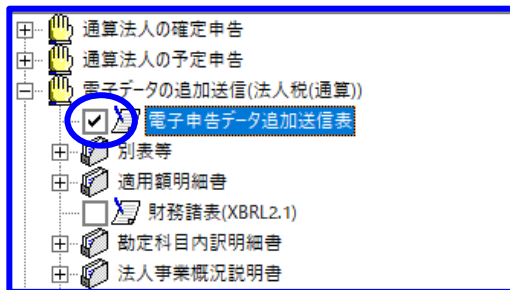 通算法人の確定申告
通算法人の予定申告
電子データの追加送信(法人税(通算))
電子申告データ追加送信表
別表等
適用額明細書
財務諸表(XBRL2.1)
勘定科目内訳明細書
法人事業概況説明書